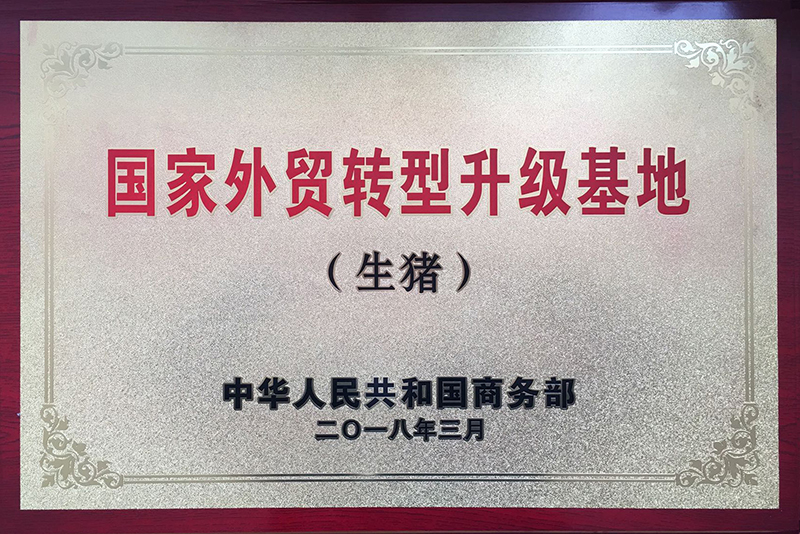 国家外贸转型升级基地
（生猪）
中华人民共和国商务部
二〇一八年三月